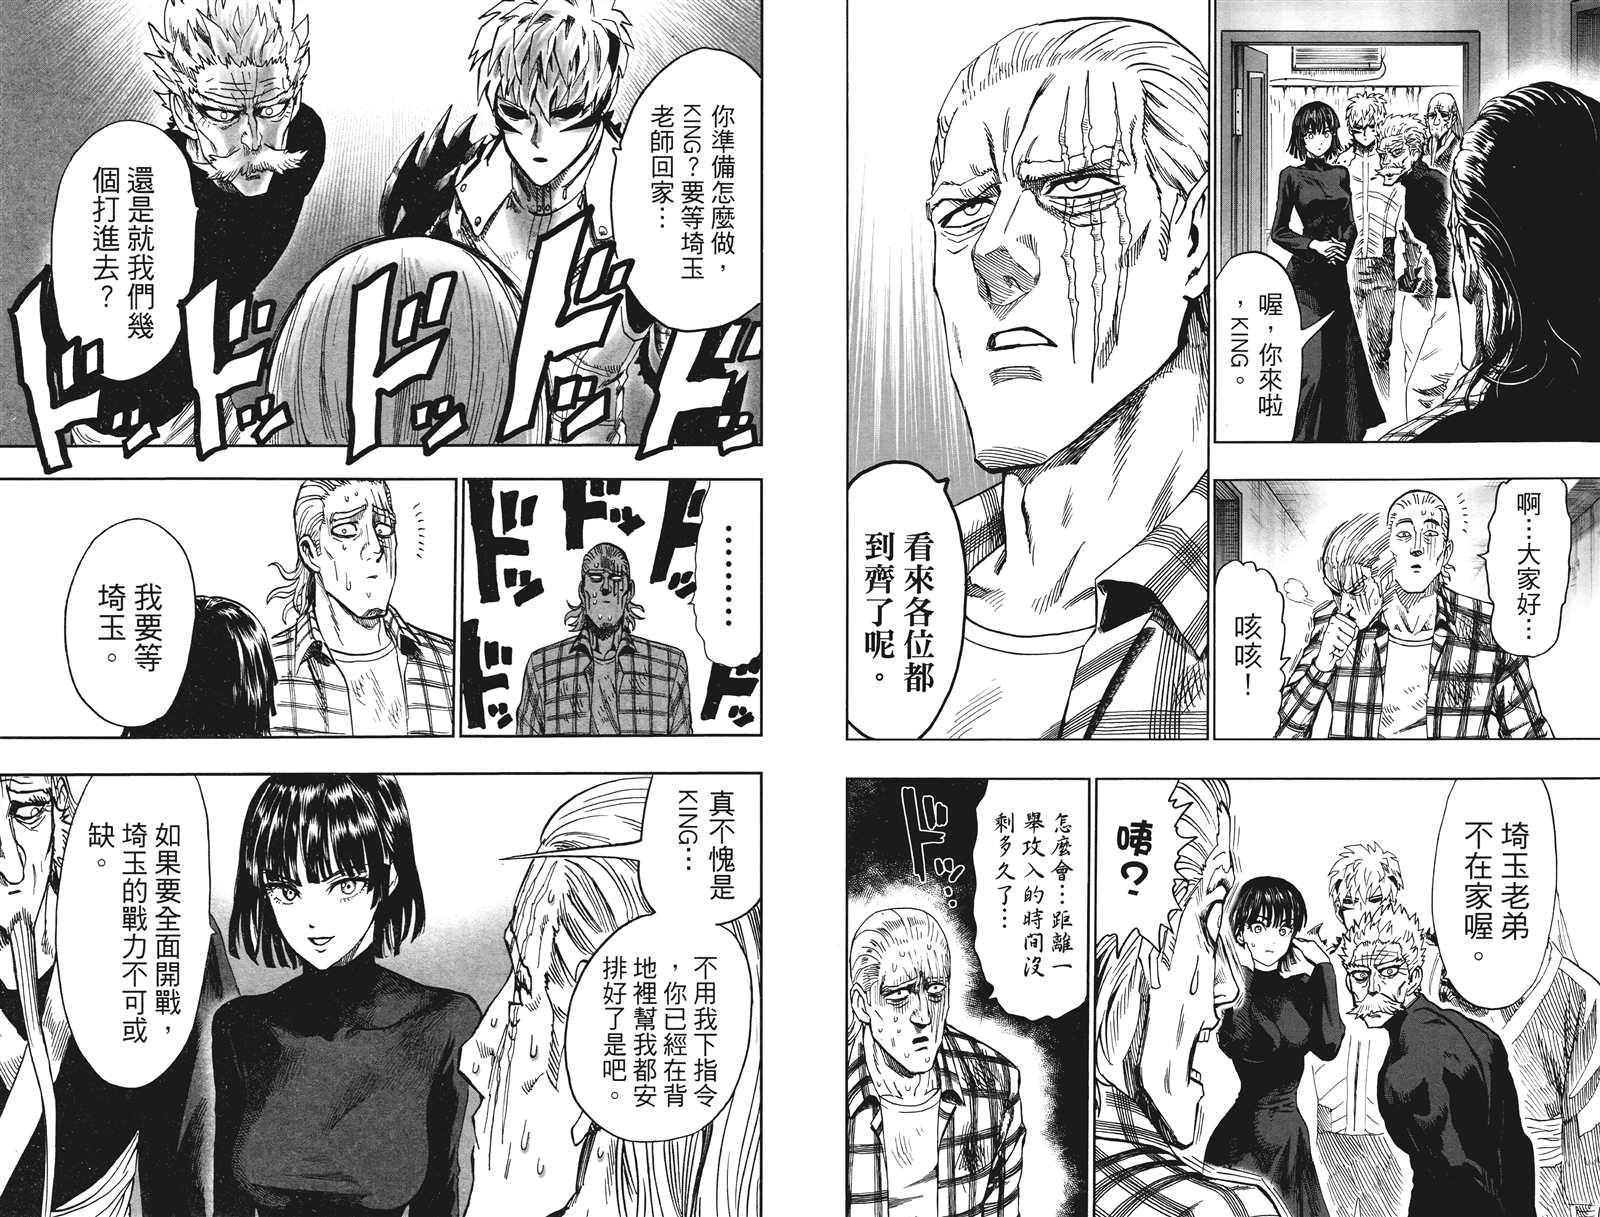 喔，你來啦
，KING。
啊…大家好…
咳咳！
看來各位都
到齊了呢。
埼玉老弟
不在家喔。
咦？
怎麼會…距離一
舉攻入的時間沒
剩多久了…
ドドッ
你準備怎麼做，
KING？要等埼玉
老師回家…
還是就我們幾
個打進去？
ドッドッドッドッドッ
………
ドッドッドッドッ
我要等
埼玉。
真不愧是
KING…
不用我下指令
，你已經在背
地裡幫我都安
排好了是吧。
如果要全面開戰，
埼玉的戰力不可或
缺。